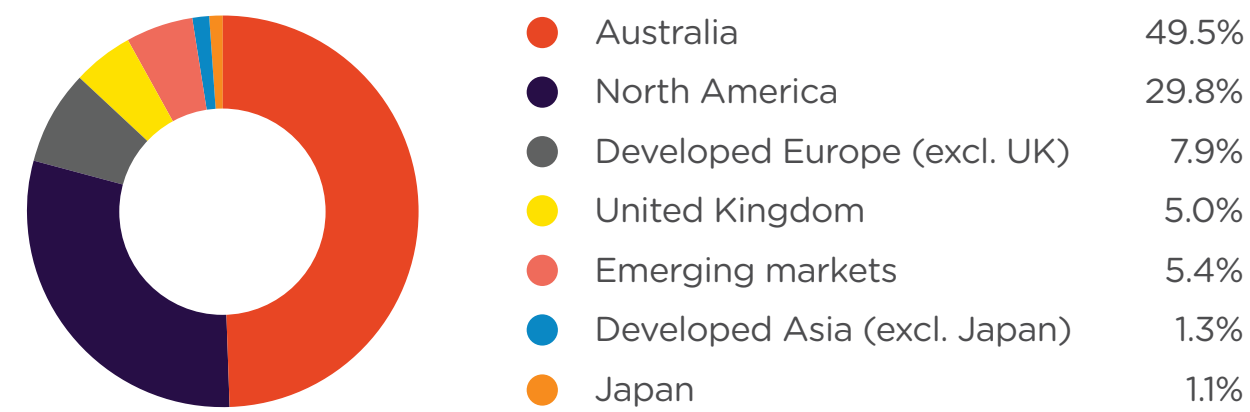 Australia 49.5%
North America 29.8%
Developed Europe (excl. UK) 7.9%
United Kingdom 5.0%
Emerging markets 5.4%
Developed Asia (excl. Japan) 1.3%
Japan 1.1%